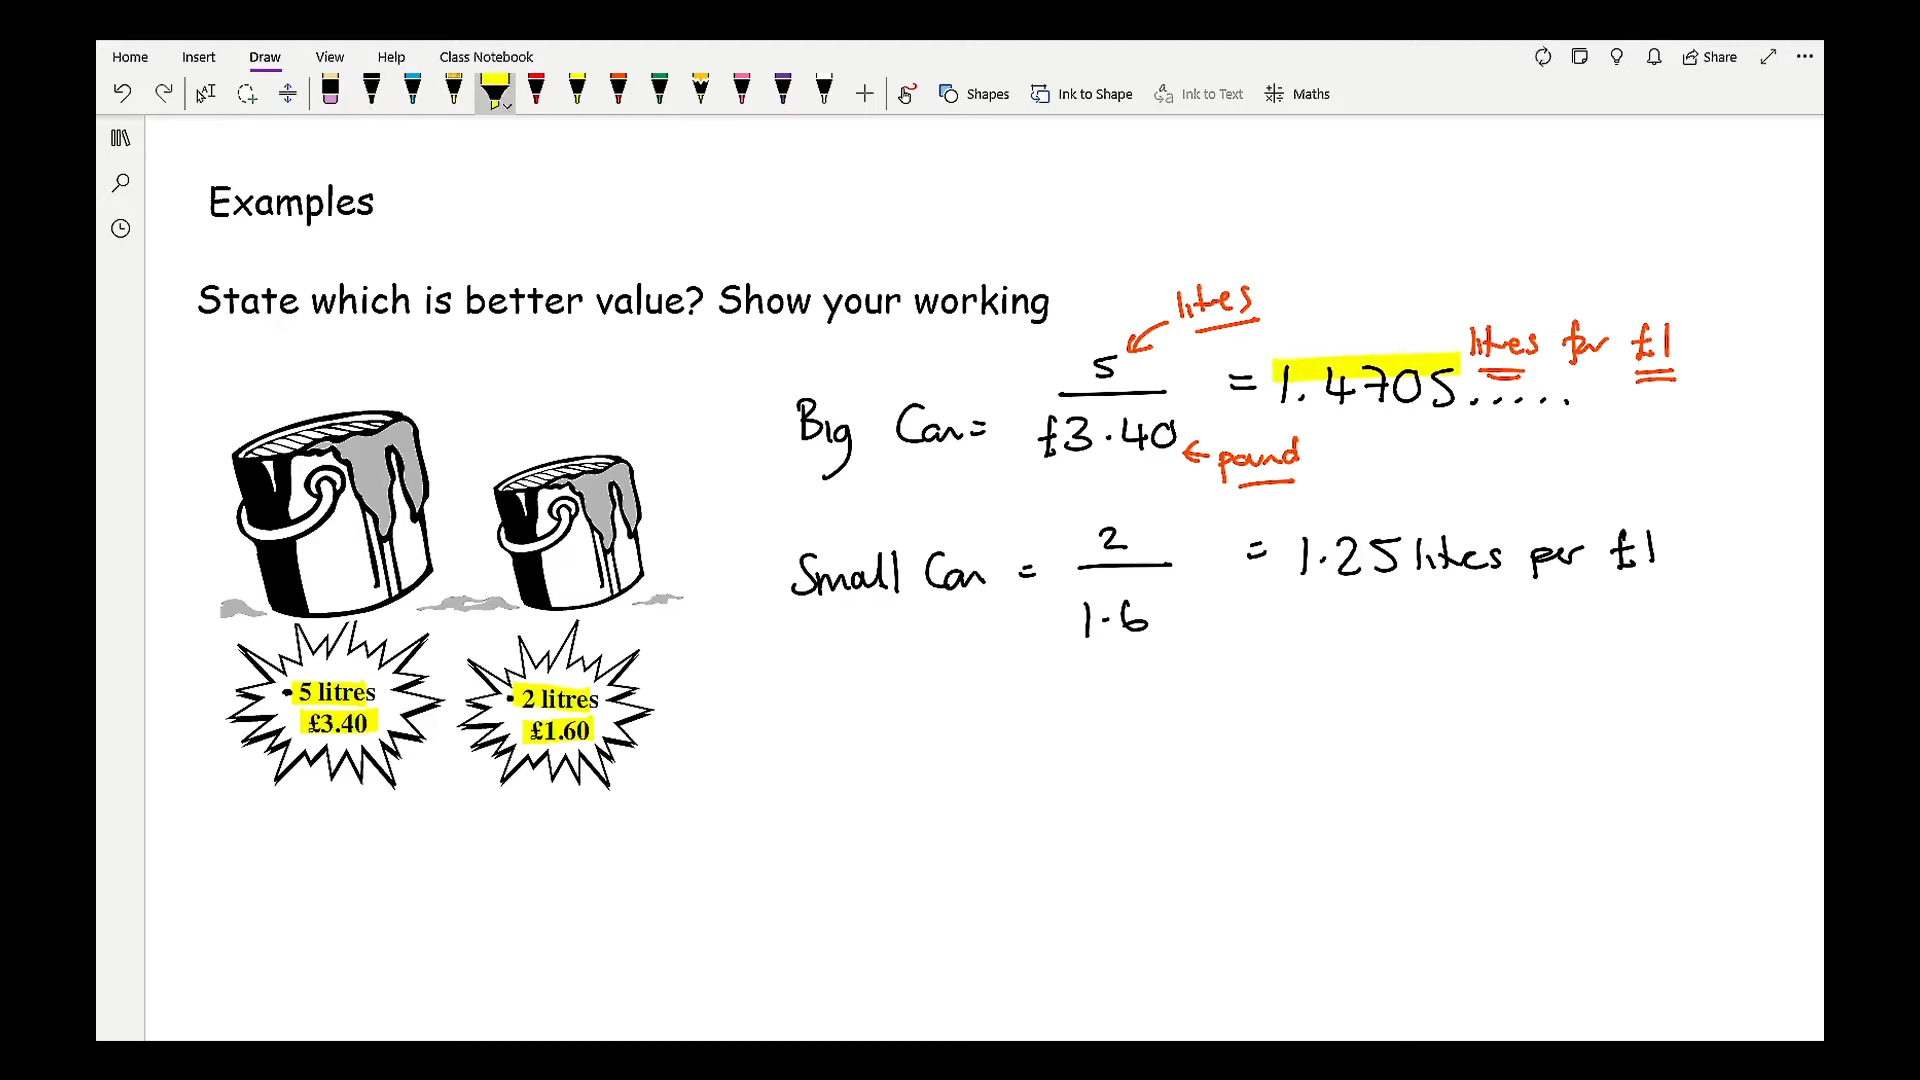 Home Insert Draw View Help Class Notebook Share
Shapes Ink to Shape Ink to Text Maths
Examples
State which is better value? Show your working
Big Can = 5 / £3.40 = 1.4705..... litres for £1
litres
pound
Small Can = 2 / 1.6 = 1.25 litres per £1
• 5 litres
£3.40
• 2 litres
£1.60